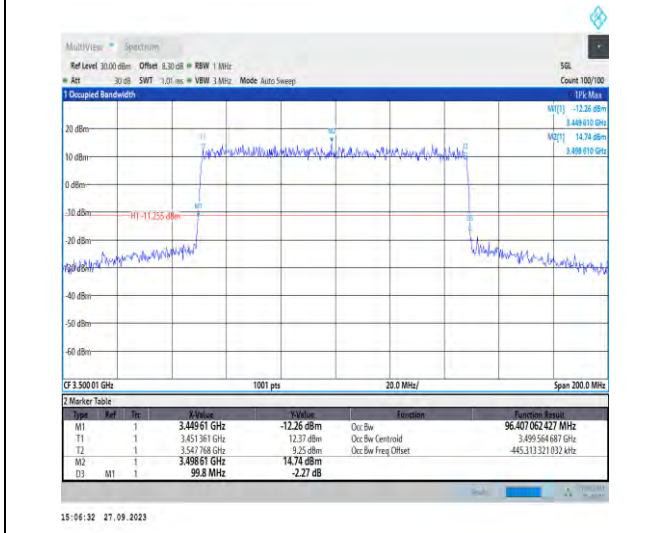 MultiView Spectrum
Ref Level 30.00 dBm Offset 8.30 dB RBW 1 MHz SGL
Att 30 dB SWT 1.01 ms VBW 3 MHz Mode Auto Sweep Count 100/100
1 Occupied Bandwidth 1Pk Max
M1[1] -12.26 dBm
3.449 610 GHz
M2[1] 14.74 dBm
3.498 610 GHz
20 dBm
T1 M2 T2
10 dBm
0 dBm
M1
-10 dBm H1 -11.255 dBm
D3
-20 dBm
-30 dBm
-40 dBm
-50 dBm
-60 dBm
CF 3.500 01 GHz 1001 pts 20.0 MHz/ Span 200.0 MHz
2 Marker Table
Type Ref Trc X-Value Y-Value Function Function Result
M1 1 3.449 61 GHz -12.26 dBm Occ Bw 96.407 062 427 MHz
T1 1 3.451 361 GHz 12.37 dBm Occ Bw Centroid 3.499 564 687 GHz
T2 1 3.547 768 GHz 9.25 dBm Occ Bw Freq Offset -445.313 321 032 kHz
M2 1 3.498 61 GHz 14.74 dBm
D3 M1 1 99.8 MHz -2.27 dB
15:06:32 27.09.2023